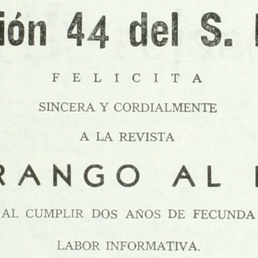 ión 44 del S.
FELICITA
SINCERA Y CORDIALMENTE
A LA REVISTA
RANGO AL
AL CUMPLIR DOS AÑOS DE FECUNDA
LABOR INFORMATIVA.